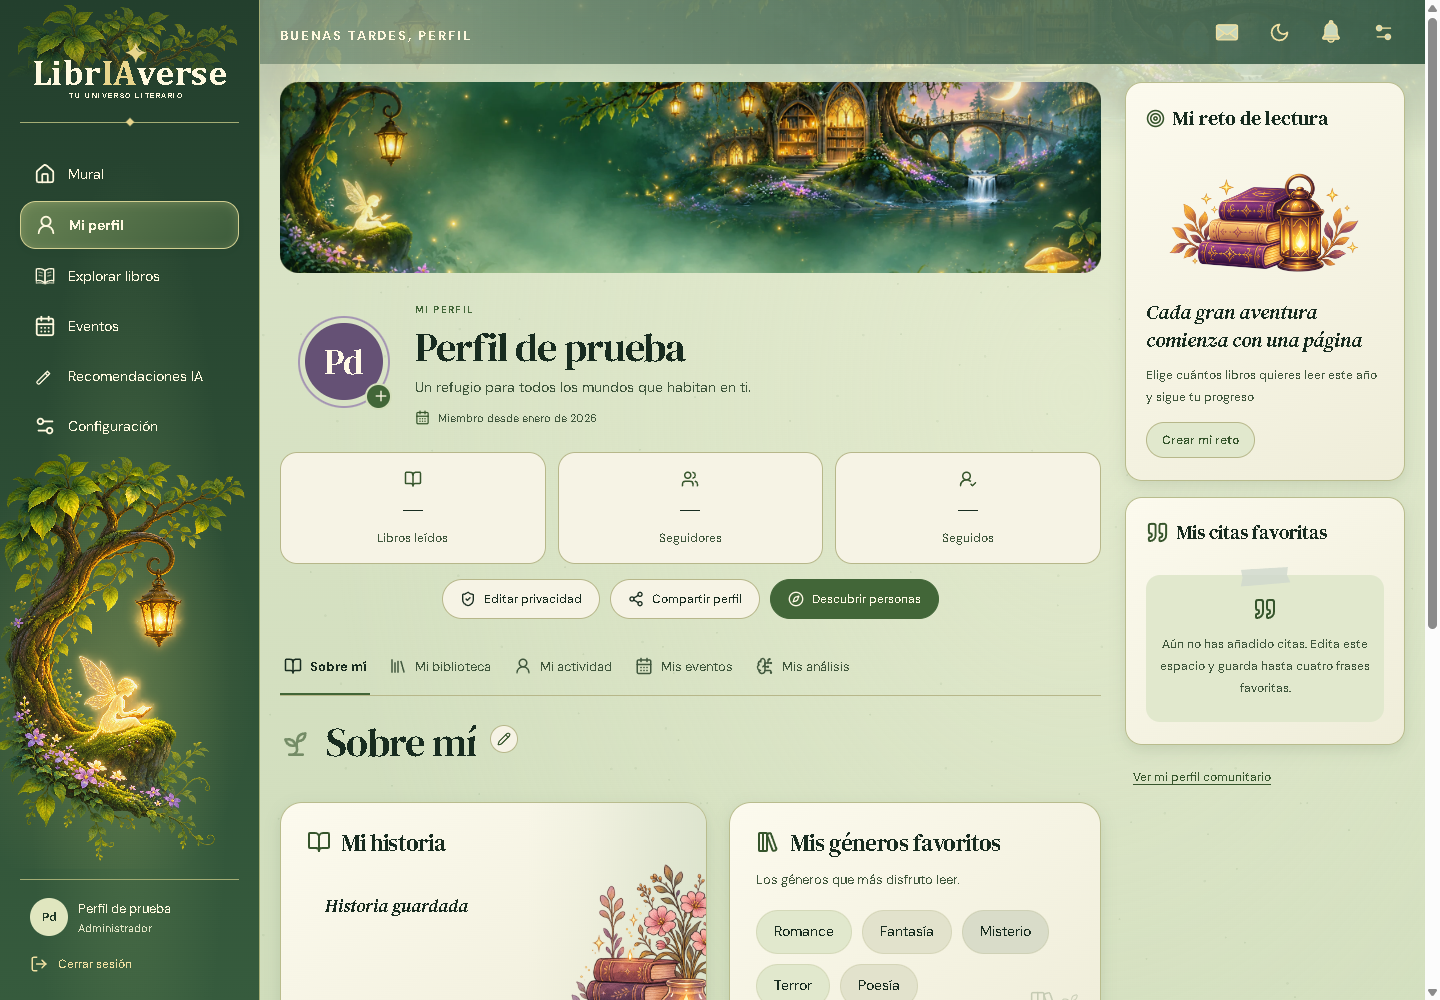 LibrIAverse
TU UNIVERSO LITERARIO
Mural
Mi perfil
Explorar libros
Eventos
Recomendaciones IA
Configuración
Pd
Perfil de prueba
Administrador
Cerrar sesión
BUENAS TARDES, PERFIL
MI PERFIL
Pd
Perfil de prueba
Un refugio para todos los mundos que habitan en ti.
Miembro desde enero de 2026
—
Libros leídos
—
Seguidores
—
Seguidos
Editar privacidad
Compartir perfil
Descubrir personas
Sobre mí
Mi biblioteca
Mi actividad
Mis eventos
Mis análisis
Sobre mí
Mi historia
Historia guardada
Mis géneros favoritos
Los géneros que más disfruto leer.
Romance
Fantasía
Misterio
Terror
Poesía
Mi reto de lectura
Cada gran aventura
comienza con una página
Elige cuántos libros quieres leer este año
y sigue tu progreso
Crear mi reto
Mis citas favoritas
Aún no has añadido citas. Edita este
espacio y guarda hasta cuatro frases
favoritas.
Ver mi perfil comunitario